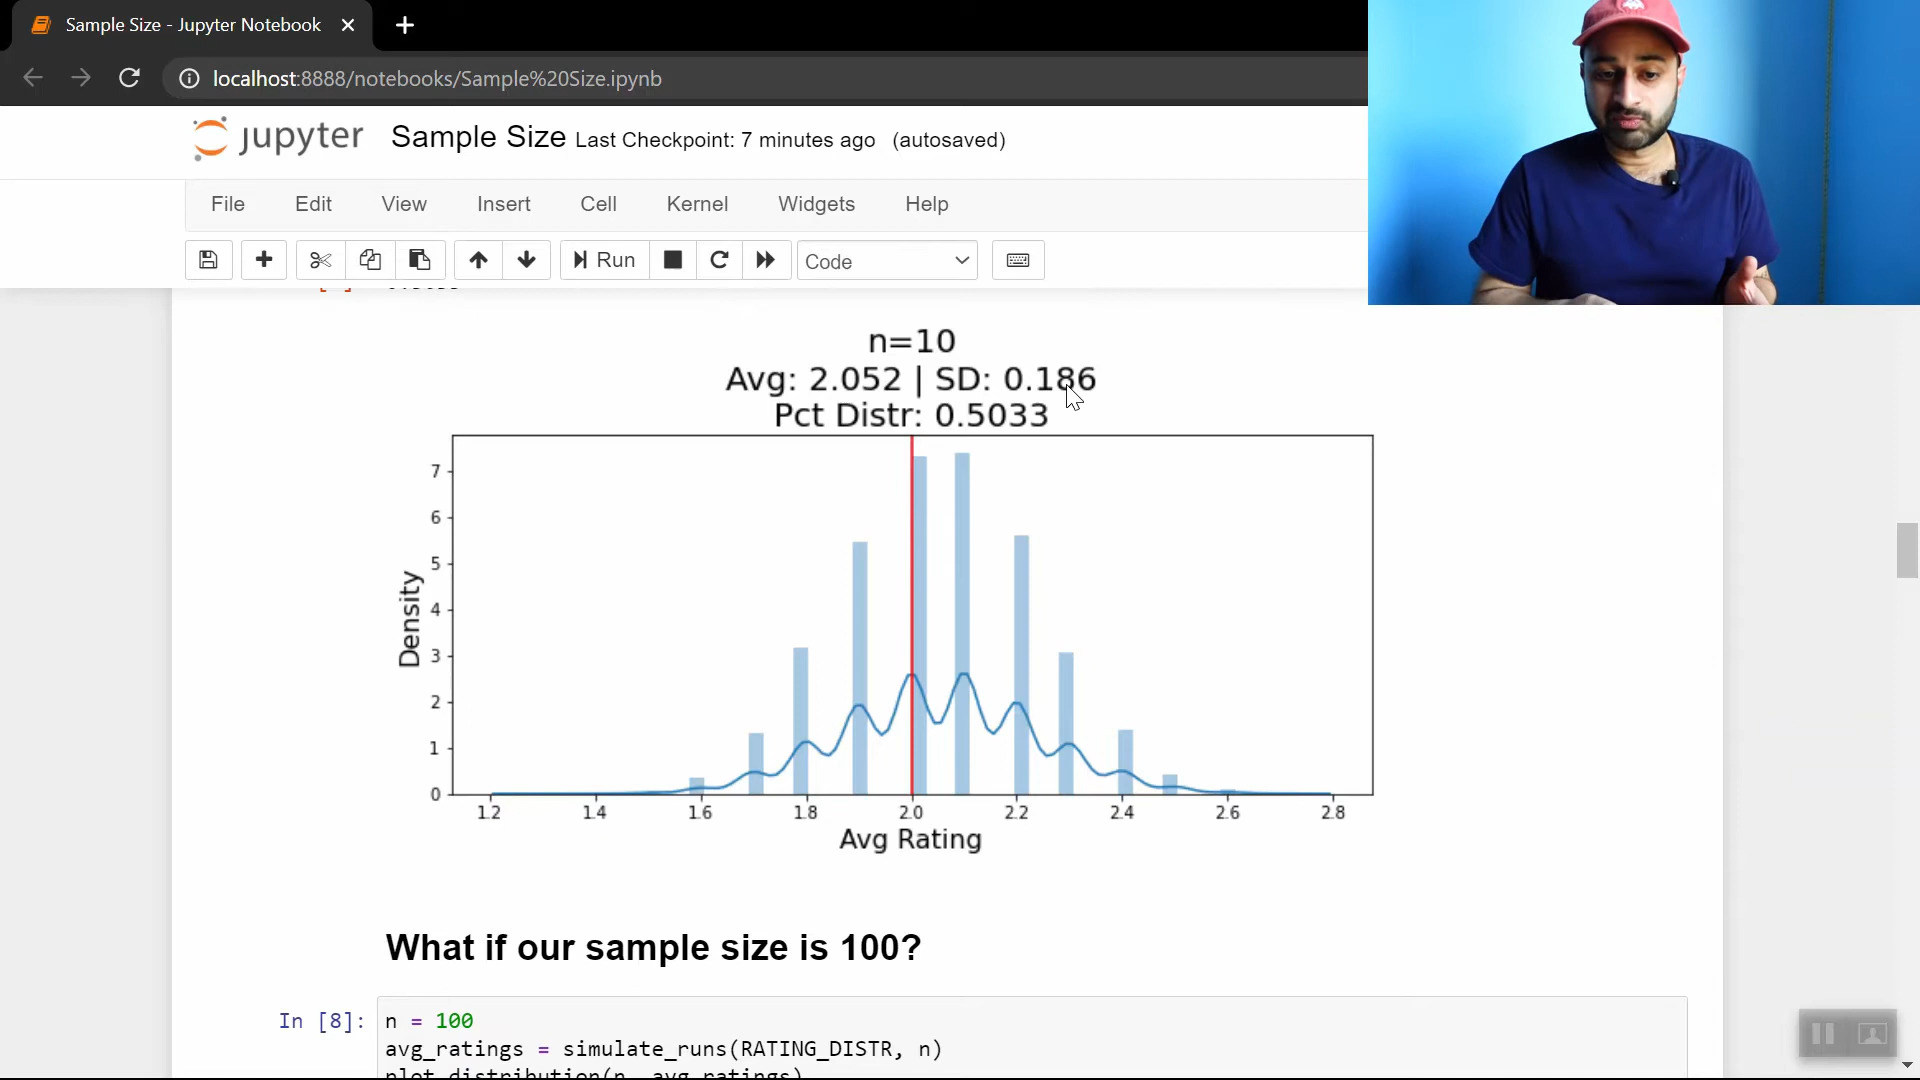 Sample Size - Jupyter Notebook
localhost:8888/notebooks/Sample%20Size.ipynb
jupyter Sample Size Last Checkpoint: 7 minutes ago (autosaved)
File Edit View Insert Cell Kernel Widgets Help
Run Code
n=10
Avg: 2.052 | SD: 0.186
Pct Distr: 0.5033
7
6
5
4
3
2
1
0
Density
1.2 1.4 1.6 1.8 2.0 2.2 2.4 2.6 2.8
Avg Rating
What if our sample size is 100?
In [8]: n = 100
avg_ratings = simulate_runs(RATING_DISTR, n)
plot_distribution(n, avg_ratings)